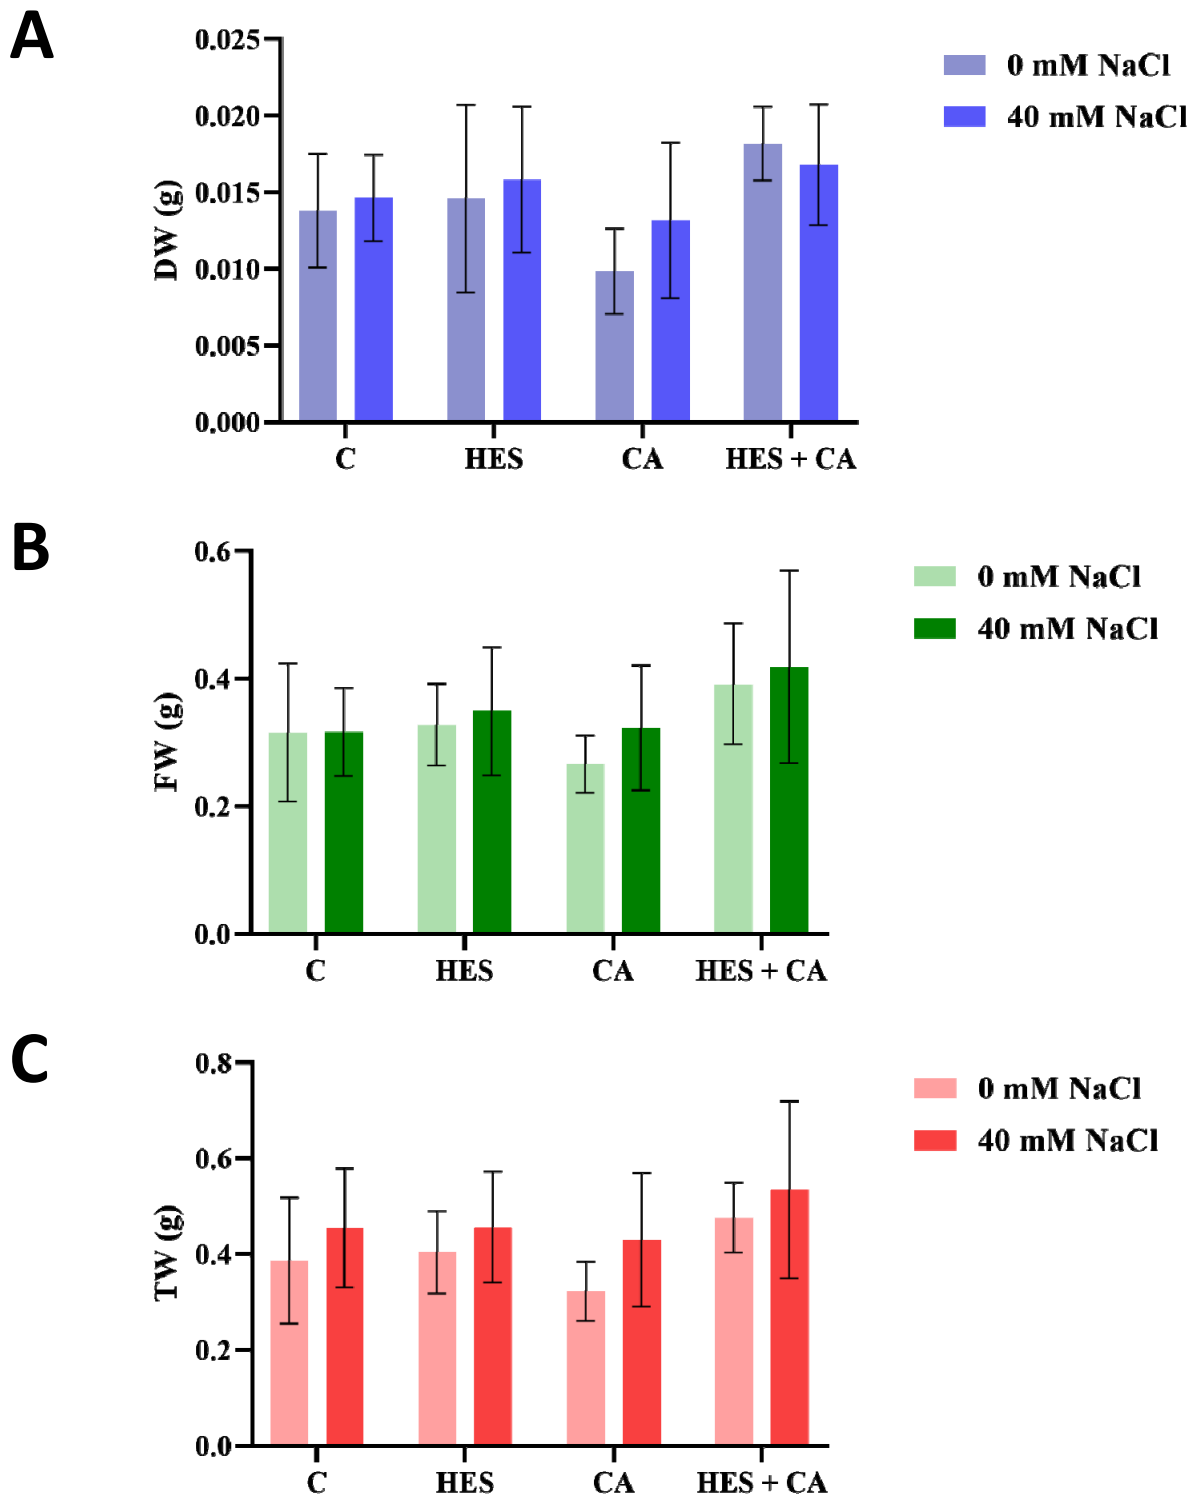 A
0.025
0.020
0.015
0.010
0.005
0.000
DW (g)
C HES CA HES + CA
0 mM NaCl
40 mM NaCl
B
0.6
0.4
0.2
0.0
FW (g)
C HES CA HES + CA
0 mM NaCl
40 mM NaCl
C
0.8
0.6
0.4
0.2
0.0
TW (g)
C HES CA HES + CA
0 mM NaCl
40 mM NaCl